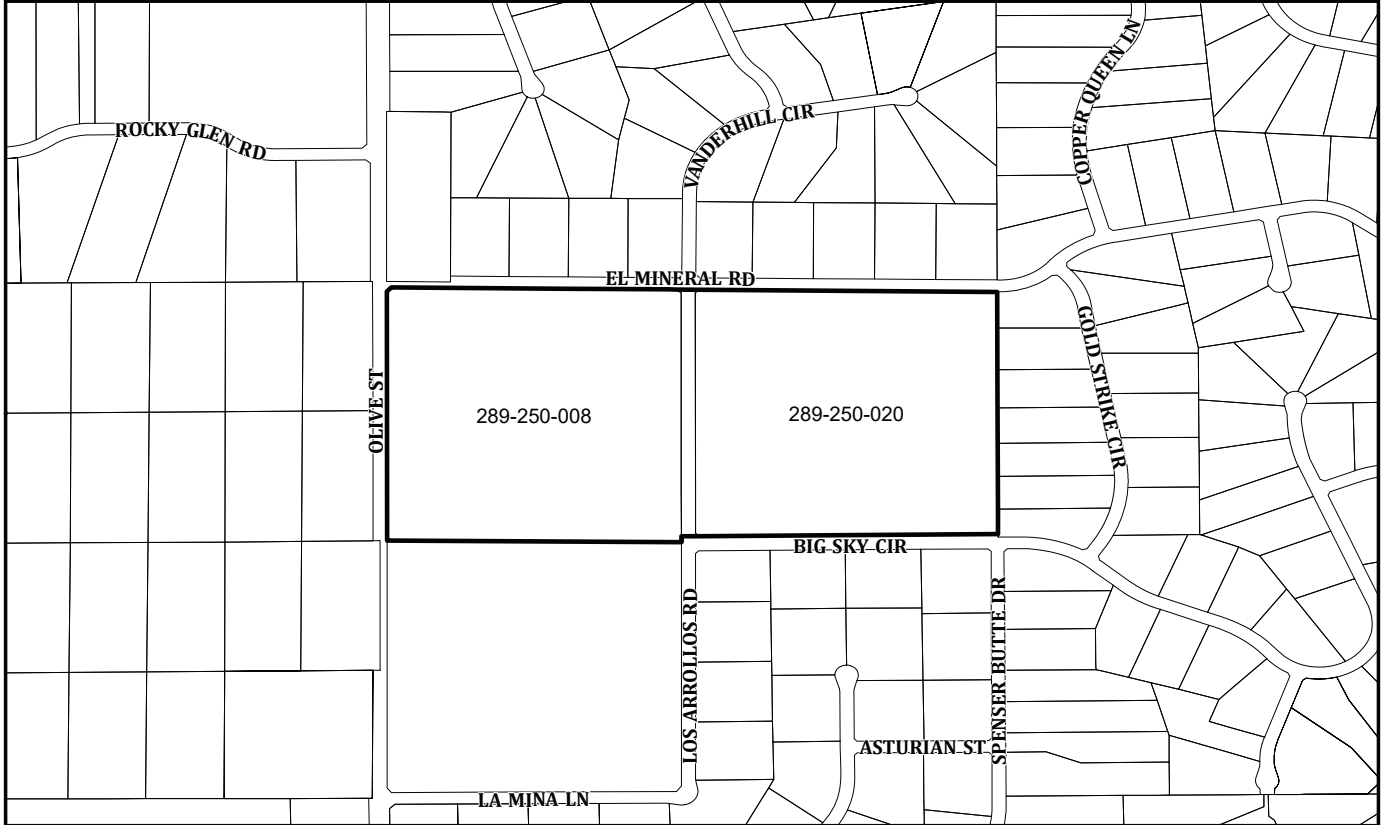 COPPER QUEEN LN
ROCKY GLEN RD
VANDERHILL CIR
EL MINERAL RD
GOLD STRIKE CIR
OLIVE ST
289-250-008
289-250-020
BIG SKY CIR
LOS ARROLLOS RD
SPENSER BUTTE DR
ASTURIAN ST
LA MINA LN